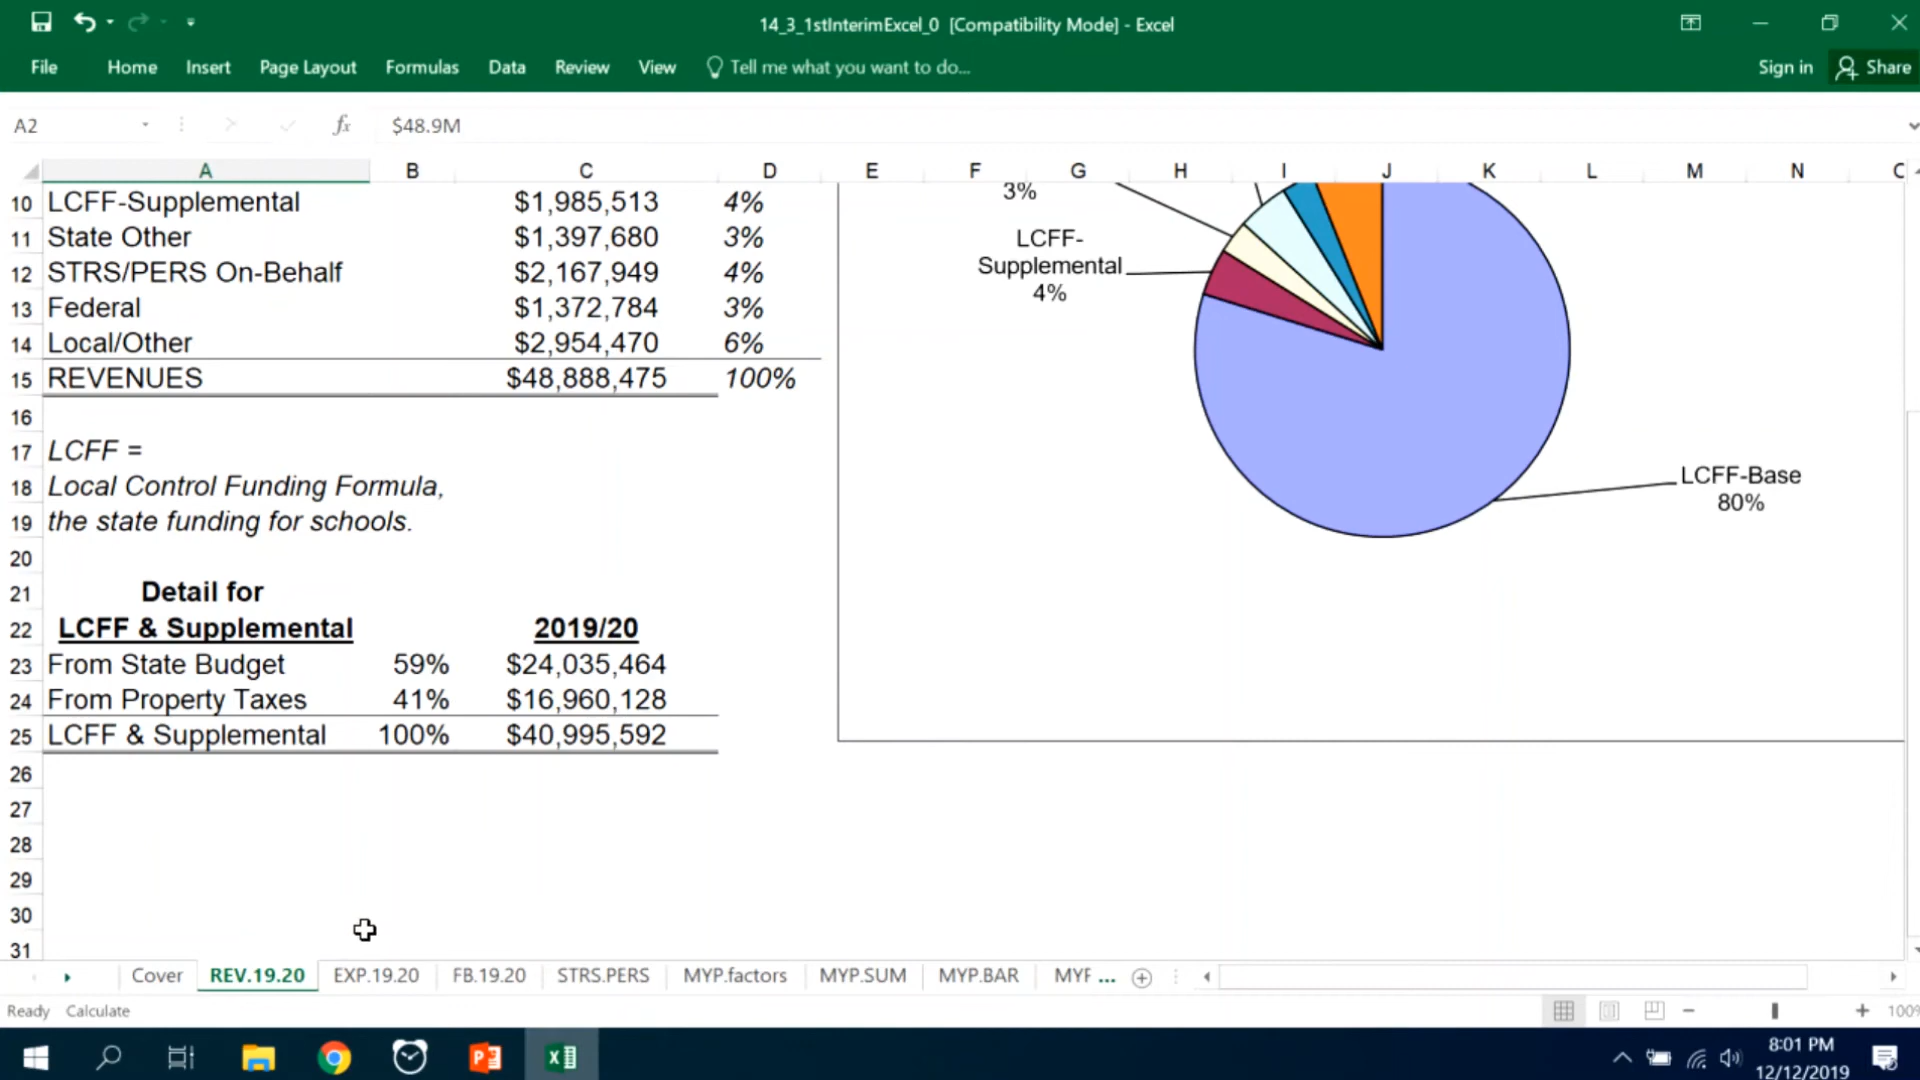 14_3_1stInterimExcel_0 [Compatibility Mode] - Excel
File Home Insert Page Layout Formulas Data Review View Tell me what you want to do... Sign in Share
A2 fx $48.9M
A B C D E F G H I J K L M N
10 LCFF-Supplemental $1,985,513 4%
11 State Other $1,397,680 3%
12 STRS/PERS On-Behalf $2,167,949 4%
13 Federal $1,372,784 3%
14 Local/Other $2,954,470 6%
15 REVENUES $48,888,475 100%
16
17 LCFF =
18 Local Control Funding Formula,
19 the state funding for schools.
20
21 Detail for
22 LCFF & Supplemental 2019/20
23 From State Budget 59% $24,035,464
24 From Property Taxes 41% $16,960,128
25 LCFF & Supplemental 100% $40,995,592
26
27
28
29
30
31
3%
LCFF-
Supplemental
4%
LCFF-Base
80%
Cover REV.19.20 EXP.19.20 FB.19.20 STRS.PERS MYP.factors MYP.SUM MYP.BAR MYP ...
Ready Calculate 100%
8:01 PM
12/12/2019